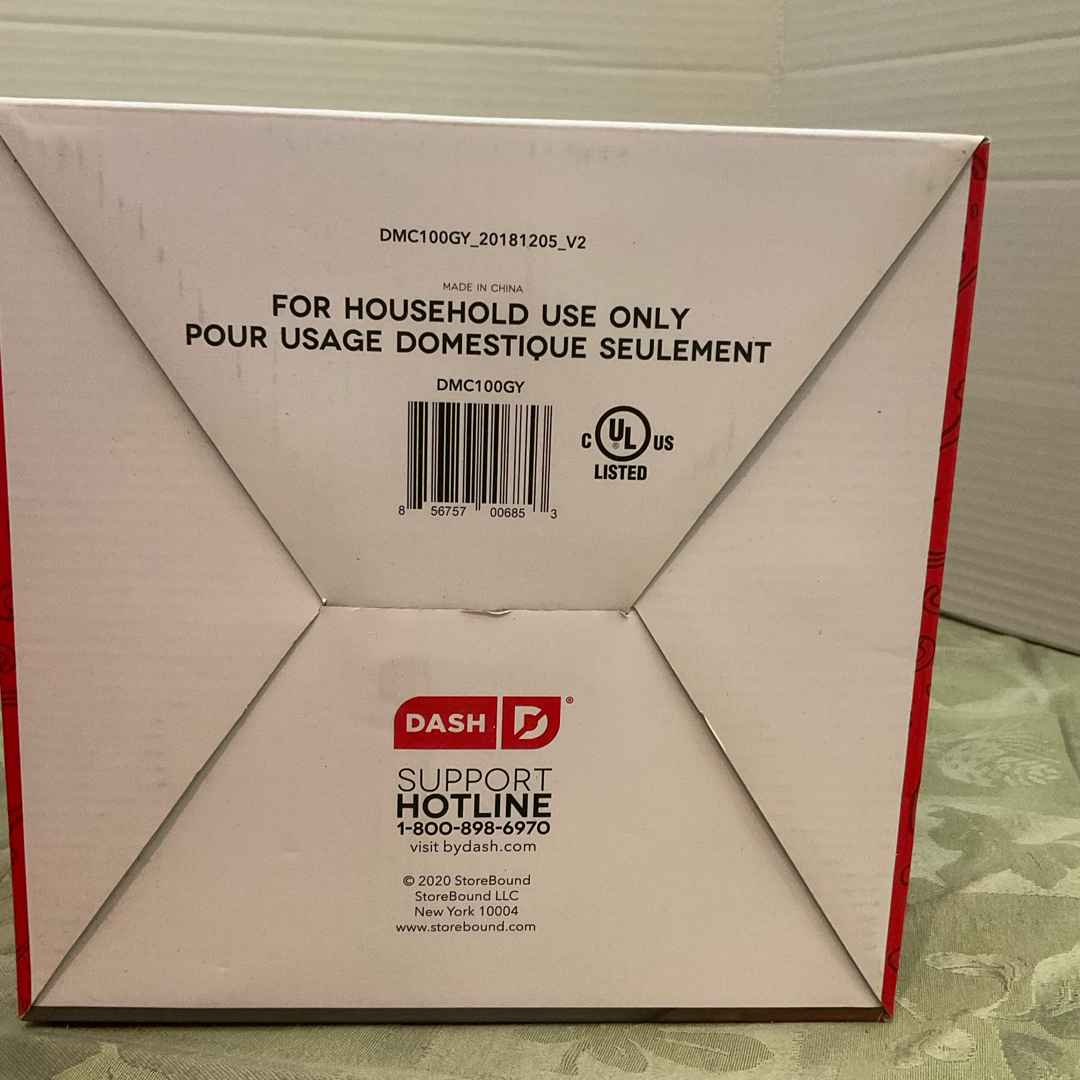 DMC100GY_20181205_V2
MADE IN CHINA
FOR HOUSEHOLD USE ONLY
POUR USAGE DOMESTIQUE SEULEMENT
DMC100GY
8 56757 00685 3
C UL ® US
LISTED
DASH D ®
SUPPORT
HOTLINE
1-800-898-6970
visit bydash.com
© 2020 StoreBound
StoreBound LLC
New York 10004
www.storebound.com